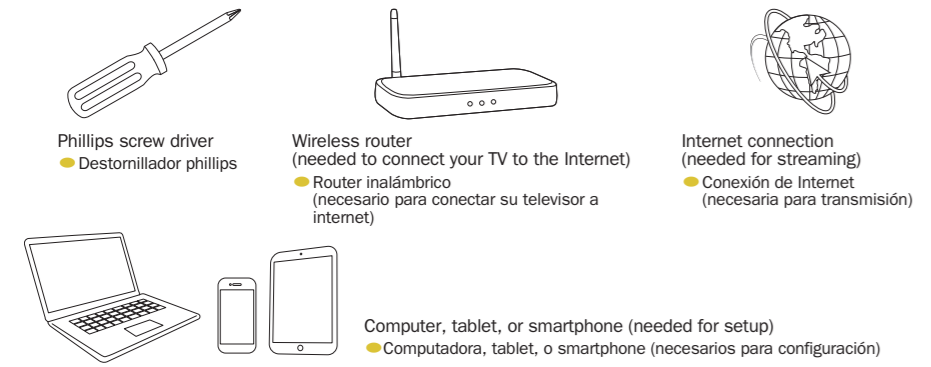 Phillips screw driver
Destornillador phillips
Wireless router
(needed to connect your TV to the Internet)
Router inalámbrico
(necesario para conectar su televisor a
internet)
Internet connection
(needed for streaming)
Conexión de Internet
(necesaria para transmisión)
Computer, tablet, or smartphone (needed for setup)
Computadora, tablet, o smartphone (necesarios para configuración)